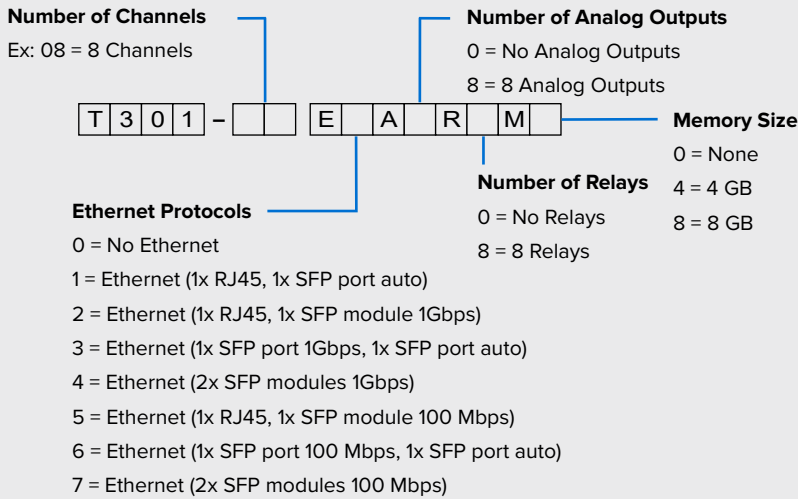 Number of Channels
Ex: 08 = 8 Channels
Number of Analog Outputs
0 = No Analog Outputs
8 = 8 Analog Outputs
T301- E A R M
Memory Size
0 = None
4 = 4 GB
8 = 8 GB
Number of Relays
0 = No Relays
8 = 8 Relays
Ethernet Protocols
0 = No Ethernet
1 = Ethernet (1x RJ45, 1x SFP port auto)
2 = Ethernet (1x RJ45, 1x SFP module 1Gbps)
3 = Ethernet (1x SFP port 1Gbps, 1x SFP port auto)
4 = Ethernet (2x SFP modules 1Gbps)
5 = Ethernet (1x RJ45, 1x SFP module 100 Mbps)
6 = Ethernet (1x SFP port 100 Mbps, 1x SFP port auto)
7 = Ethernet (2x SFP modules 100 Mbps)